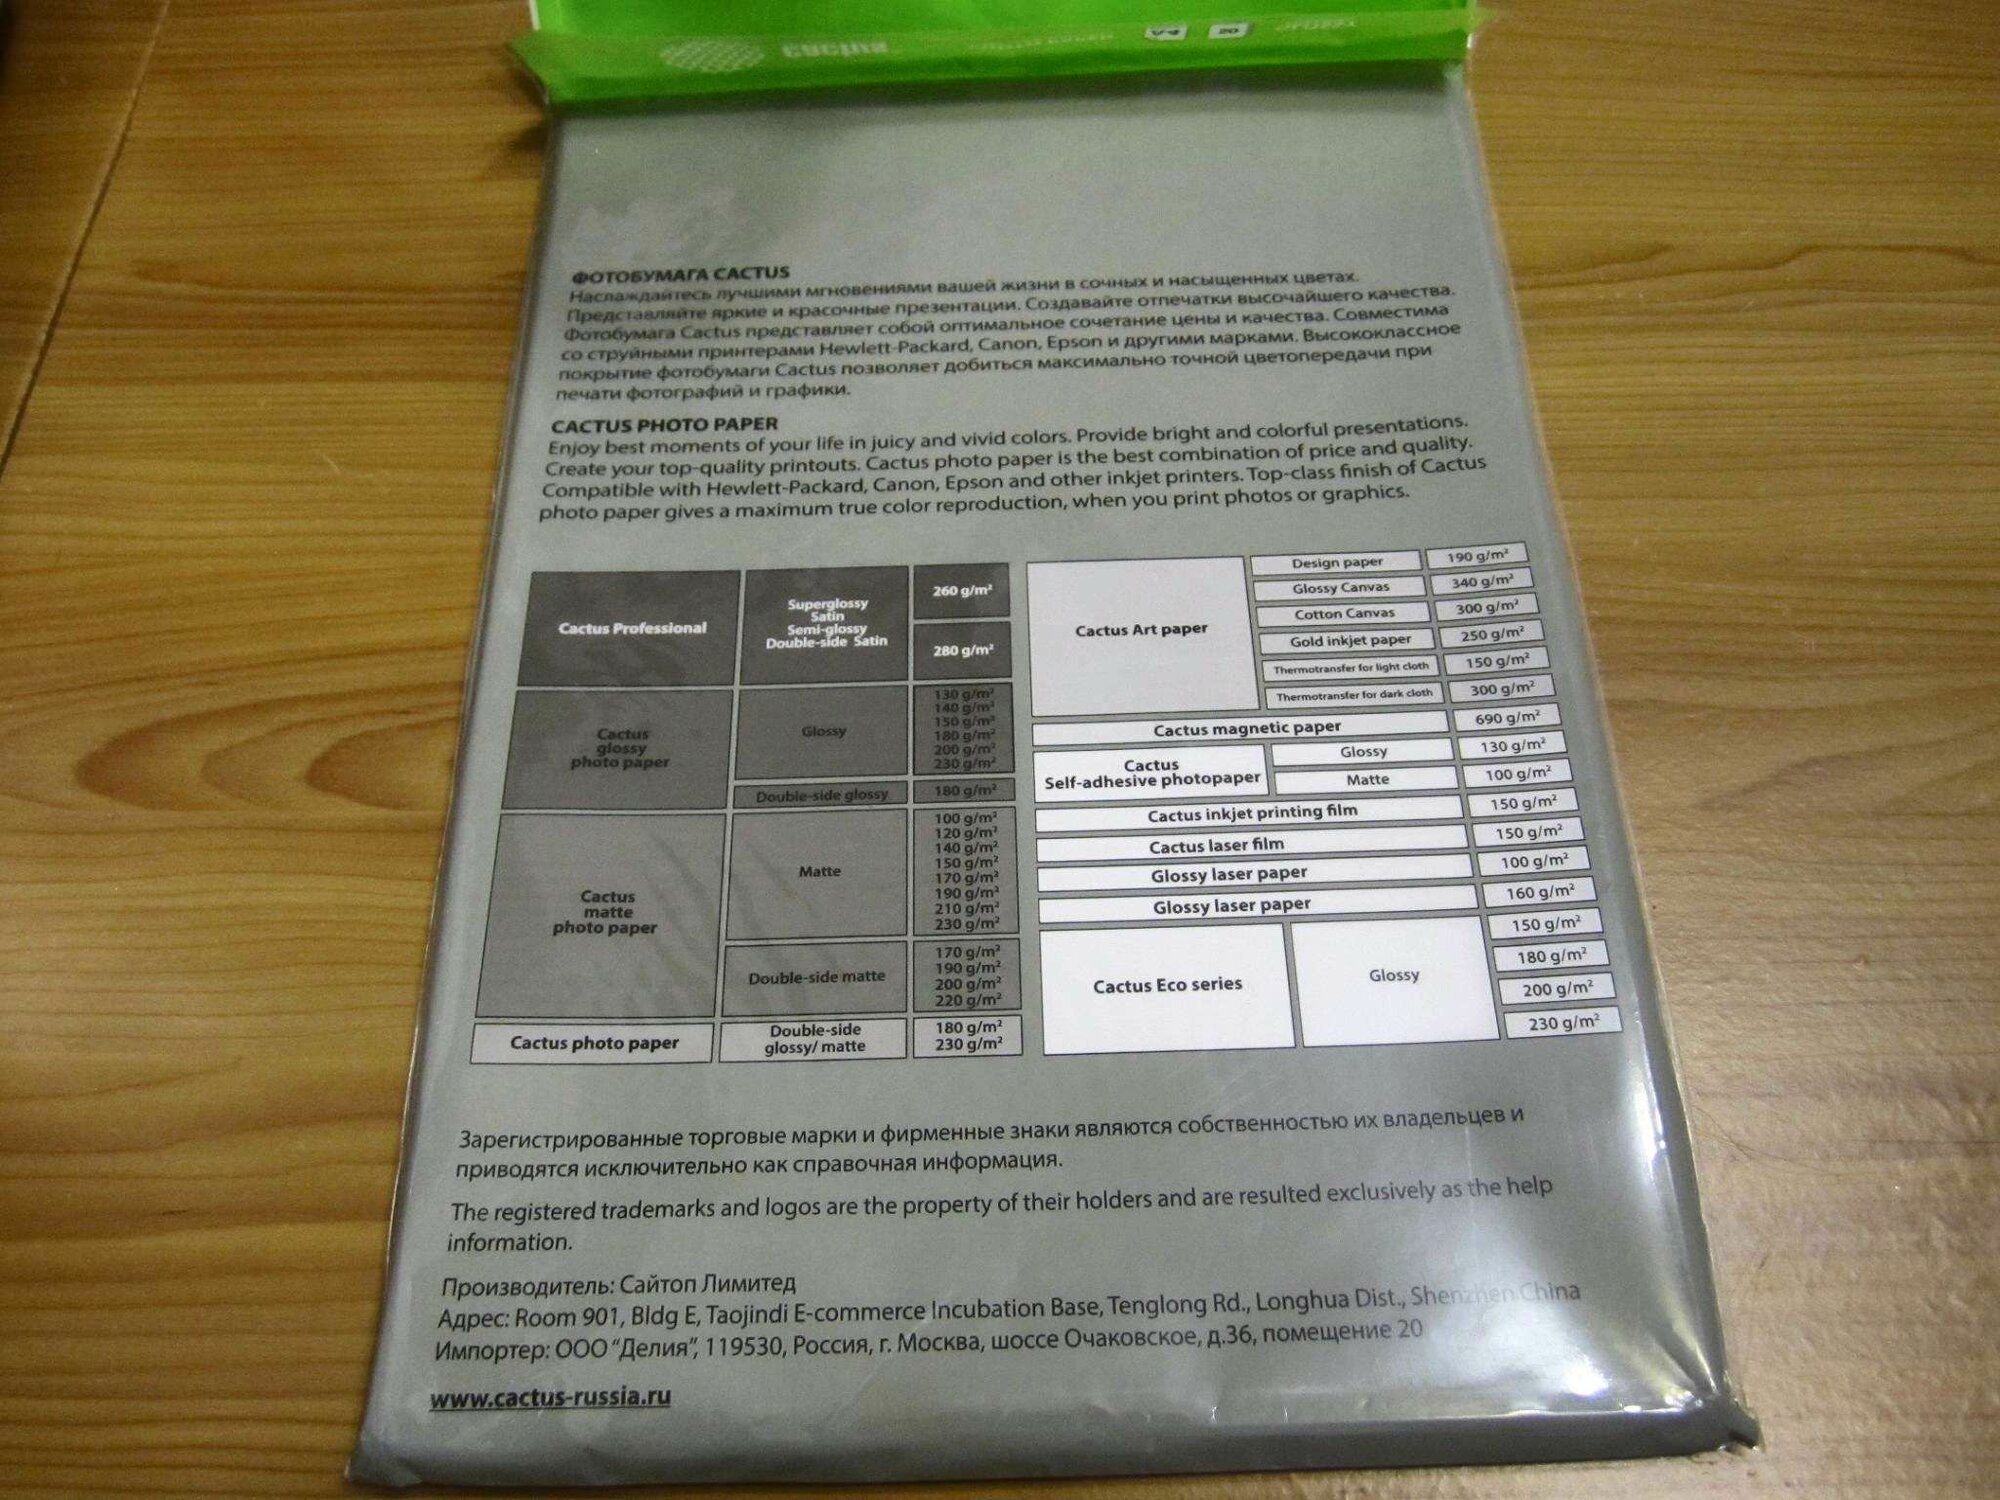 cactus
A4
20
ФОТОБУМАГА CACTUS
Наслаждайтесь лучшими мгновениями вашей жизни в сочных и насыщенных цветах.
Представляйте яркие и красочные презентации. Создавайте отпечатки высочайшего качества.
Фотобумага Cactus представляет собой оптимальное сочетание цены и качества. Совместима
со струйными принтерами Hewlett-Packard, Canon, Epson и другими марками. Высококлассное
покрытие фотобумаги Cactus позволяет добиться максимально точной цветопередачи при
печати фотографий и графики.
CACTUS PHOTO PAPER
Enjoy best moments of your life in juicy and vivid colors. Provide bright and colorful presentations.
Create your top-quality printouts. Cactus photo paper is the best combination of price and quality.
Compatible with Hewlett-Packard, Canon, Epson and other inkjet printers. Top-class finish of Cactus
photo paper gives a maximum true color reproduction, when you print photos or graphics.
Cactus Professional
Superglossy
Satin
Semi-glossy
Double-side Satin
260 g/m²
280 g/m²
Cactus
glossy
photo paper
Glossy
130 g/m²
140 g/m²
150 g/m²
180 g/m²
200 g/m²
230 g/m²
Double-side glossy
180 g/m²
Cactus
matte
photo paper
Matte
100 g/m²
120 g/m²
140 g/m²
150 g/m²
170 g/m²
190 g/m²
210 g/m²
230 g/m²
Double-side matte
170 g/m²
190 g/m²
200 g/m²
220 g/m²
Cactus photo paper
Double-side
glossy/ matte
180 g/m²
230 g/m²
Cactus Art paper
Design paper 190 g/m²
Glossy Canvas 340 g/m²
Cotton Canvas 300 g/m²
Gold inkjet paper 250 g/m²
Thermotransfer for light cloth 150 g/m²
Thermotransfer for dark cloth 300 g/m²
Cactus magnetic paper 690 g/m²
Cactus
Self-adhesive photopaper
Glossy 130 g/m²
Matte 100 g/m²
Cactus inkjet printing film 150 g/m²
Cactus laser film 150 g/m²
Glossy laser paper 100 g/m²
Glossy laser paper 160 g/m²
Cactus Eco series
Glossy
150 g/m²
180 g/m²
200 g/m²
230 g/m²
Зарегистрированные торговые марки и фирменные знаки являются собственностью их владельцев и
приводятся исключительно как справочная информация.
The registered trademarks and logos are the property of their holders and are resulted exclusively as the help
information.
Производитель: Сайтоп Лимитед
Адрес: Room 901, Bldg E, Taojindi E-commerce Incubation Base, Tenglong Rd., Longhua Dist., Shenzhen China
Импортер: ООО "Делия", 119530, Россия, г. Москва, шоссе Очаковское, д.36, помещение 20
www.cactus-russia.ru